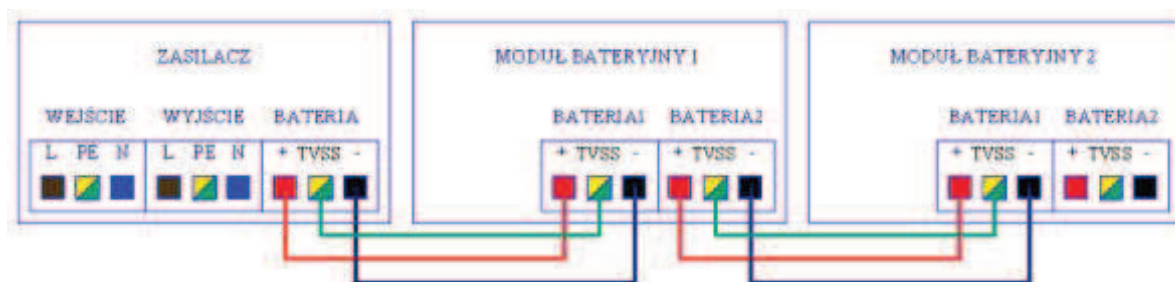 ZASILACZ
MODUŁ BATERYJNY 1
MODUŁ BATERYJNY 2
WEJŚCIE WYJŚCIE BATERIA
BATERIA1 BATERIA2
BATERIA1 BATERIA2
L PE N L PE N + TVSS -
+ TVSS - + TVSS -
+ TVSS - + TVSS -